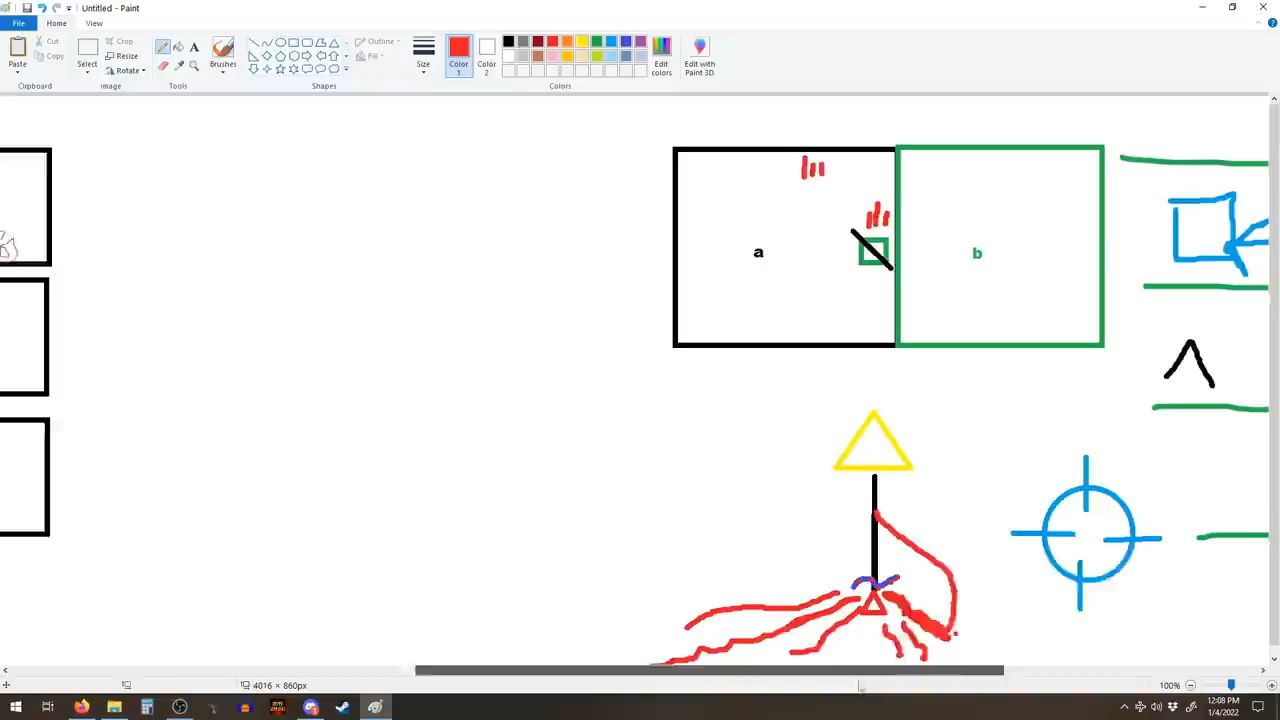 Untitled - Paint
File Home View
Paste Cut Copy Select Crop Resize Rotate Brushes Outline Fill Size Color 1 Color 2 Edit colors Edit with Paint 3D
Clipboard Image Tools Shapes Colors
a
b
4016 × 860px
100%
12:08 PM
1/4/2022